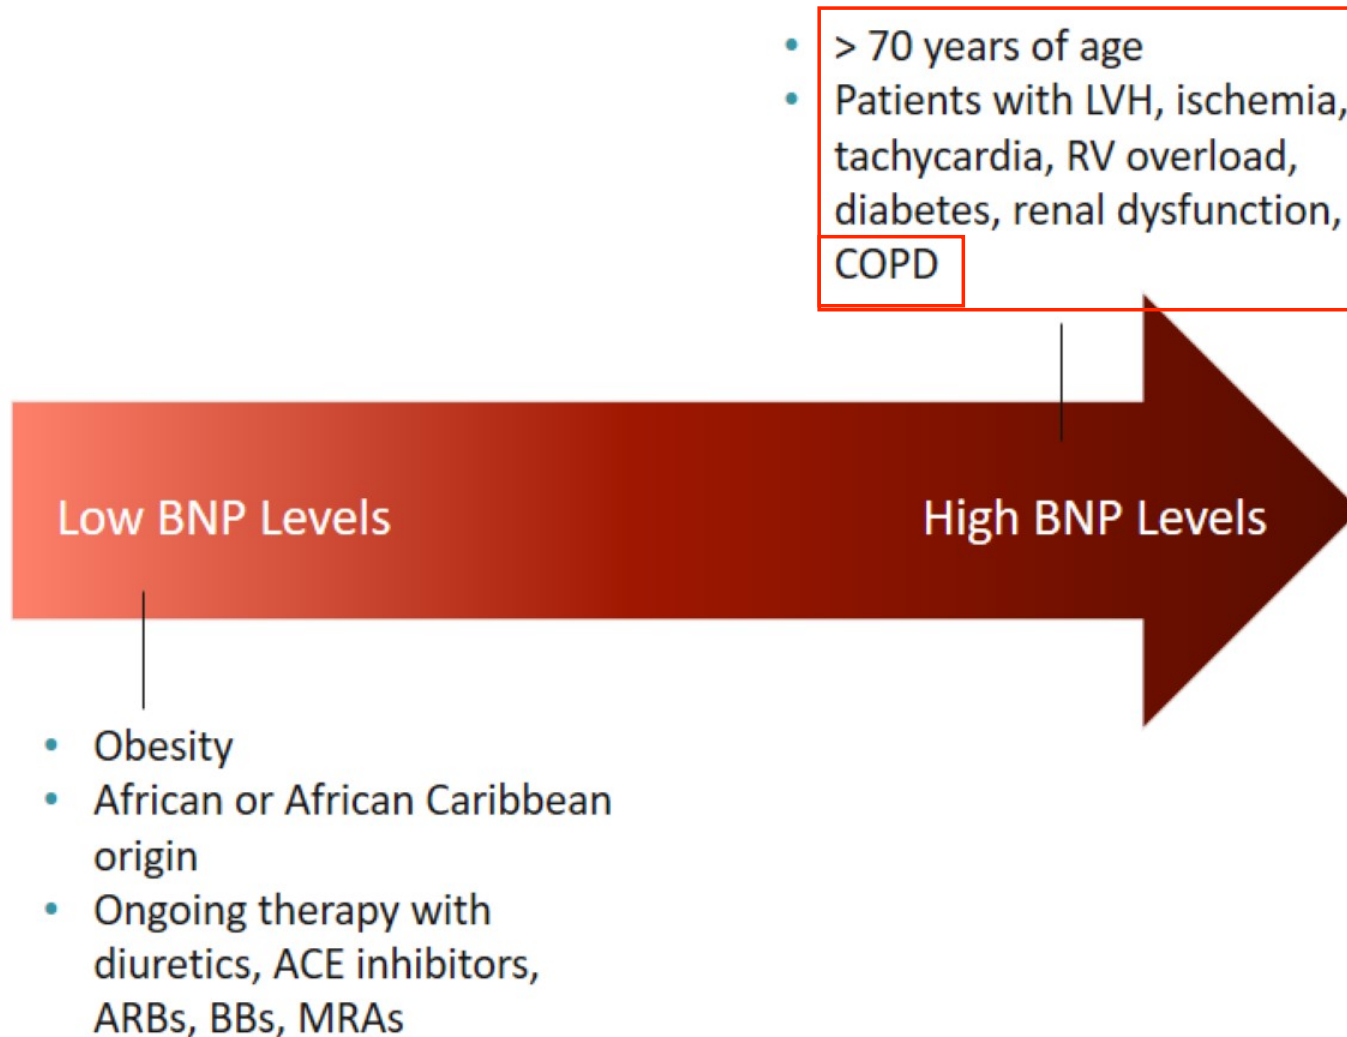 • > 70 years of age
• Patients with LVH, ischemia,
tachycardia, RV overload,
diabetes, renal dysfunction,
COPD
Low BNP Levels
High BNP Levels
• Obesity
• African or African Caribbean
origin
• Ongoing therapy with
diuretics, ACE inhibitors,
ARBs, BBs, MRAs